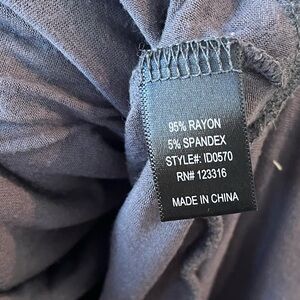 95% RAYON
5% SPANDEX
STYLE#: ID0570
RN# 123316
MADE IN CHINA